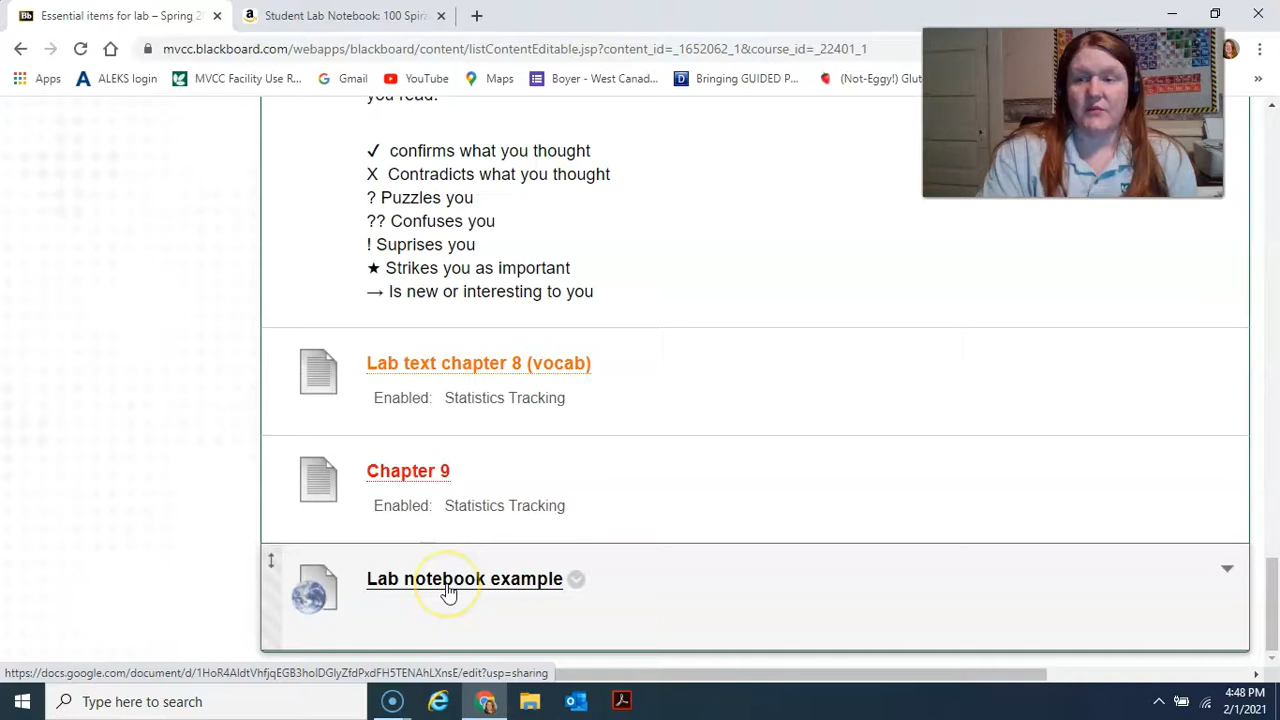 Essential items for lab – Spring 2
Student Lab Notebook: 100 Spira
mvcc.blackboard.com/webapps/blackboard/content/listContentEditable.jsp?content_id=_1652062_1&course_id=_22401_1
Apps
ALEKS login
MVCC Facility Use R...
Gmail
YouTube
Maps
Boyer - West Canad...
Bringing GUIDED P...
(Not-Eggy!) Glut
you read:
✓ confirms what you thought
X Contradicts what you thought
? Puzzles you
?? Confuses you
! Suprises you
★ Strikes you as important
→ Is new or interesting to you
Lab text chapter 8 (vocab)
Enabled: Statistics Tracking
Chapter 9
Enabled: Statistics Tracking
Lab notebook example
https://docs.google.com/document/d/1HoR4AldtVhfjqEGB3holDGlyZfdPxdFH5TENAhLXnsE/edit?usp=sharing
Type here to search
4:48 PM
2/1/2021